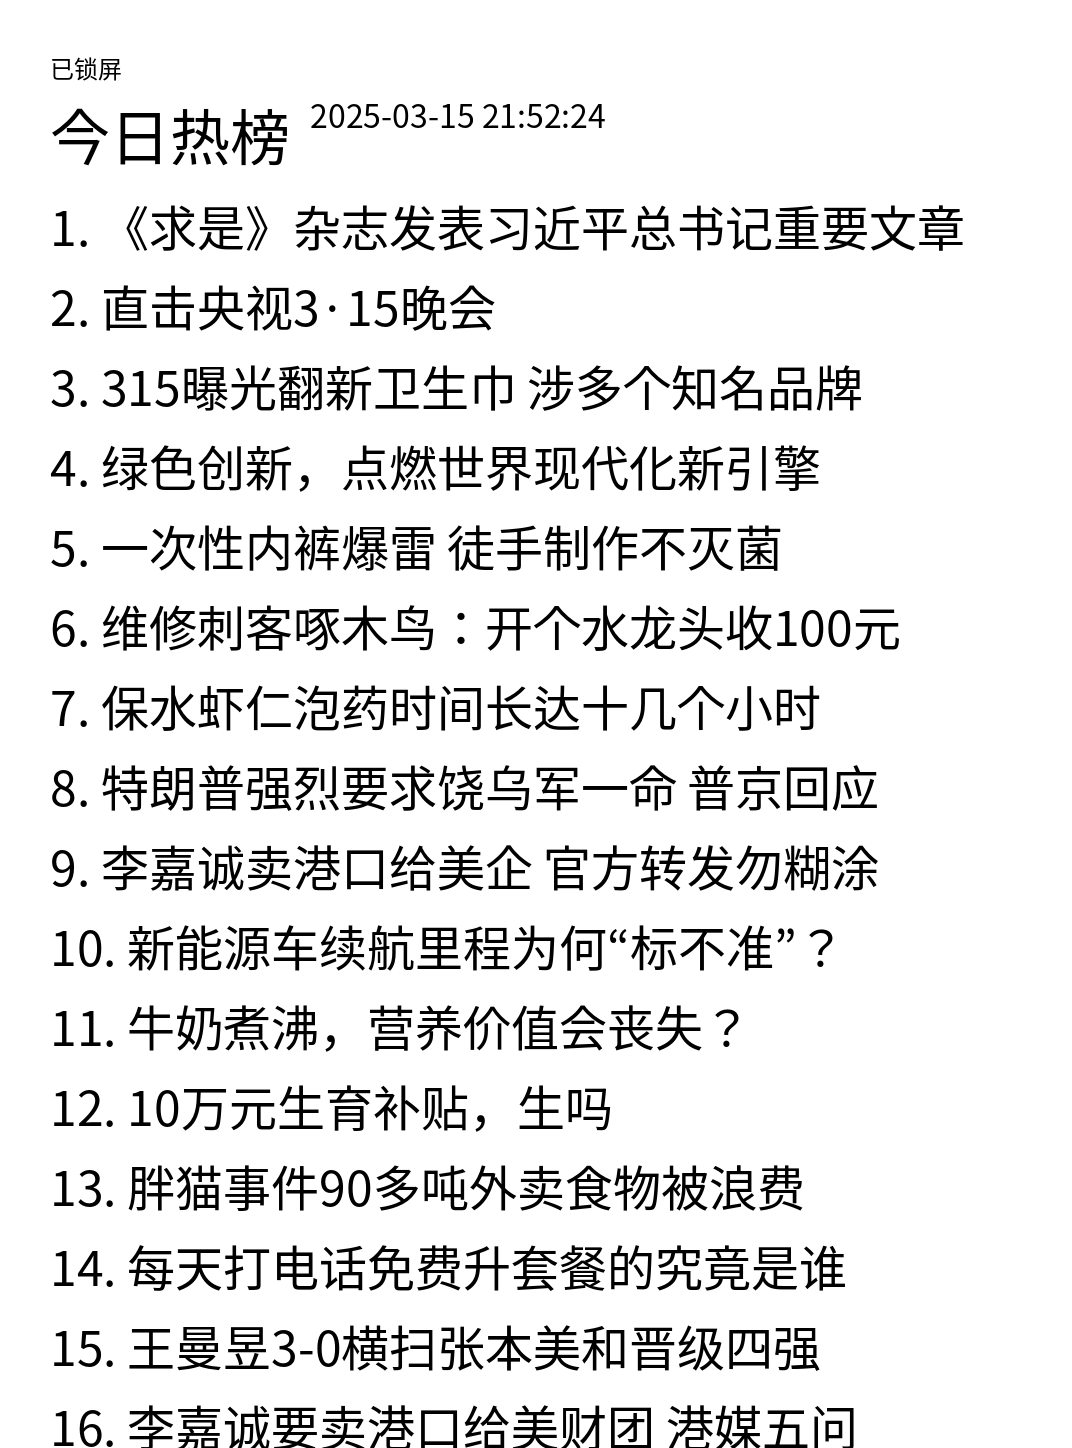 已锁屏
今日热榜 2025-03-15 21:52:24
1. 《求是》杂志发表习近平总书记重要文章
2. 直击央视3·15晚会
3. 315曝光翻新卫生巾 涉多个知名品牌
4. 绿色创新，点燃世界现代化新引擎
5. 一次性内裤爆雷 徒手制作不灭菌
6. 维修刺客啄木鸟：开个水龙头收100元
7. 保水虾仁泡药时间长达十几个小时
8. 特朗普强烈要求饶乌军一命 普京回应
9. 李嘉诚卖港口给美企 官方转发勿糊涂
10. 新能源车续航里程为何“标不准”？
11. 牛奶煮沸，营养价值会丧失？
12. 10万元生育补贴，生吗
13. 胖猫事件90多吨外卖食物被浪费
14. 每天打电话免费升套餐的究竟是谁
15. 王曼昱3-0横扫张本美和晋级四强
16. 李嘉诚要卖港口给美财团 港媒五问